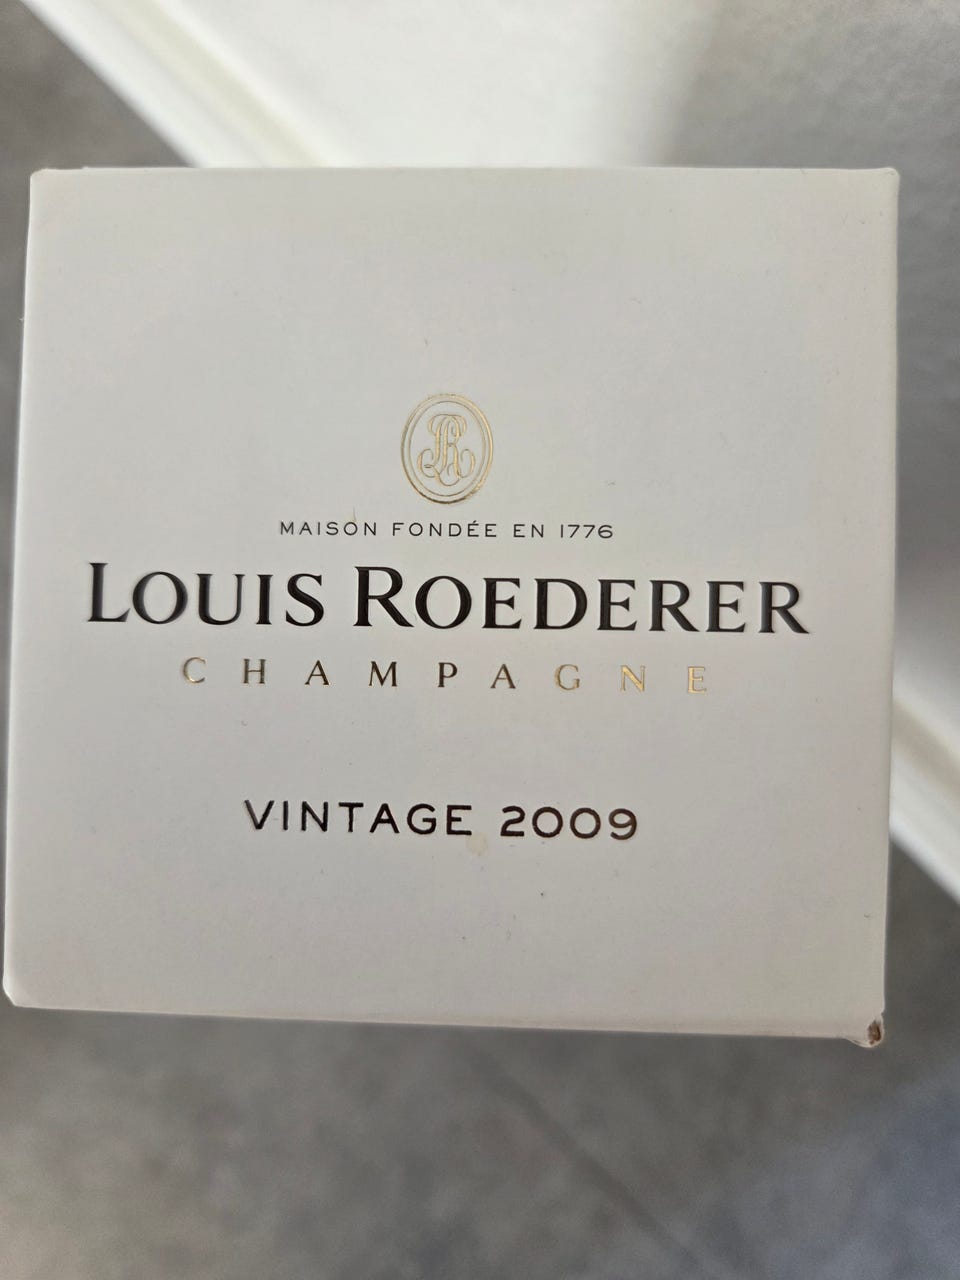 MAISON FONDÉE EN 1776
LOUIS ROEDERER
CHAMPAGNE
VINTAGE 2009